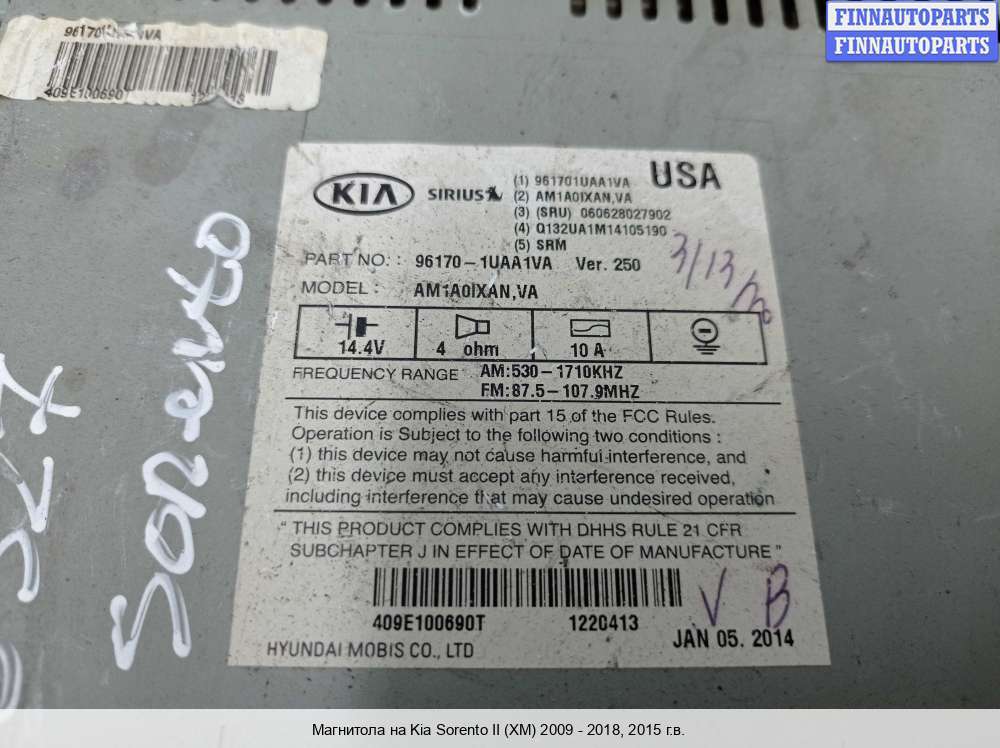 FINNAUTOPARTS
FINNAUTOPARTS
409E100690
KIA
SIRIUS
USA
(1) 961701UAA1VA
(2) AM1A0IXAN,VA
(3) (SRU) 060628027902
(4) Q132UA1M14105190
(5) SRM
PART NO. : 96170-1UAA1VA Ver. 250
MODEL : AM1A0IXAN,VA
3/13
14.4V 4 ohm 10 A
FREQUENCY RANGE AM:530-1710KHZ
FM:87.5-107.9MHZ
This device complies with part 15 of the FCC Rules.
Operation is Subject to the following two conditions :
(1) this device may not cause harmful interference, and
(2) this device must accept any interference received,
including interference that may cause undesired operation
" THIS PRODUCT COMPLIES WITH DHHS RULE 21 CFR
SUBCHAPTER J IN EFFECT OF DATE OF MANUFACTURE "
409E100690T 1220413
V B
JAN 05. 2014
HYUNDAI MOBIS CO., LTD
Sorento
Магнитола на Kia Sorento II (XM) 2009 - 2018, 2015 г.в.